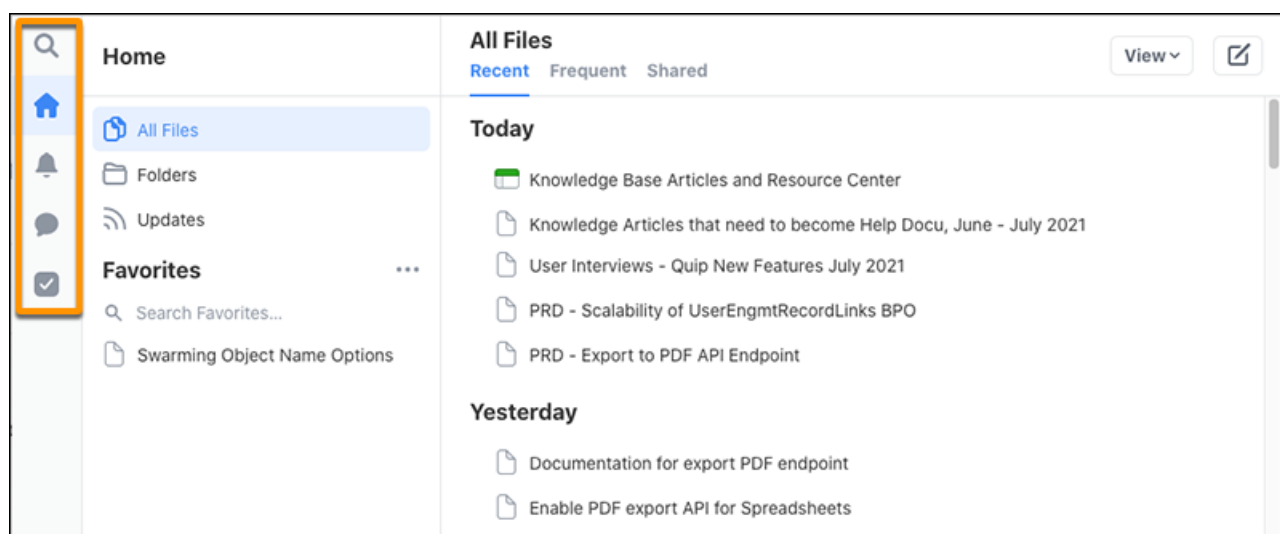 Home
All Files
Folders
Updates
Favorites
Search Favorites...
Swarming Object Name Options
All Files
View
Recent Frequent Shared
Today
Knowledge Base Articles and Resource Center
Knowledge Articles that need to become Help Docu, June - July 2021
User Interviews - Quip New Features July 2021
PRD - Scalability of UserEngmtRecordLinks BPO
PRD - Export to PDF API Endpoint
Yesterday
Documentation for export PDF endpoint
Enable PDF export API for Spreadsheets